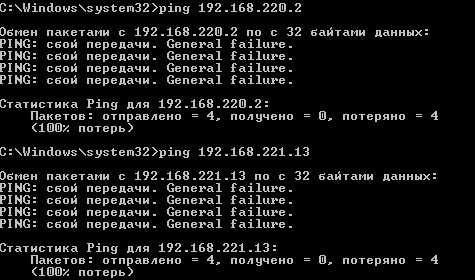 C:\Windows\system32>ping 192.168.220.2
Обмен пакетами с 192.168.220.2 по с 32 байтами данных:
PING: сбой передачи. General failure.
PING: сбой передачи. General failure.
PING: сбой передачи. General failure.
PING: сбой передачи. General failure.
Статистика Ping для 192.168.220.2:
Пакетов: отправлено = 4, получено = 0, потеряно = 4
(100% потерь)
C:\Windows\system32>ping 192.168.221.13
Обмен пакетами с 192.168.221.13 по с 32 байтами данных:
PING: сбой передачи. General failure.
PING: сбой передачи. General failure.
PING: сбой передачи. General failure.
PING: сбой передачи. General failure.
Статистика Ping для 192.168.221.13:
Пакетов: отправлено = 4, получено = 0, потеряно = 4
(100% потерь)